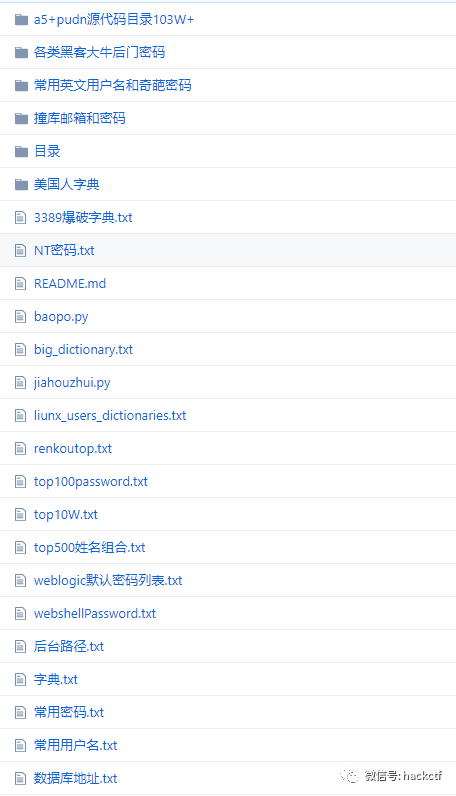 a5+pudn源代码目录103W+
各类黑客大牛后门密码
常用英文用户名和奇葩密码
撞库邮箱和密码
目录
美国人字典
3389爆破字典.txt
NT密码.txt
README.md
baopo.py
big_dictionary.txt
jiahouzhui.py
liunx_users_dictionaries.txt
renkoutop.txt
top100password.txt
top10W.txt
top500姓名组合.txt
weblogic默认密码列表.txt
webshellPassword.txt
后台路径.txt
字典.txt
常用密码.txt
常用用户名.txt
数据库地址.txt
微信号: hackctf